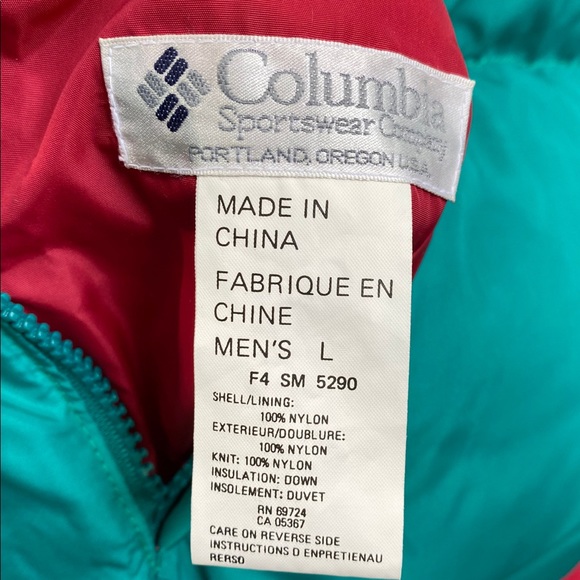 Columbia
Sportswear Company
PORTLAND, OREGON U.S.A.
MADE IN
CHINA
FABRIQUE EN
CHINE
MEN'S L
F4 SM 5290
SHELL/LINING:
100% NYLON
EXTERIEUR/DOUBLURE:
100% NYLON
KNIT: 100% NYLON
INSULATION: DOWN
INSOLEMENT: DUVET
RN 69724
CA 05367
CARE ON REVERSE SIDE
INSTRUCTIONS D ENPRETIENAU
RERSO